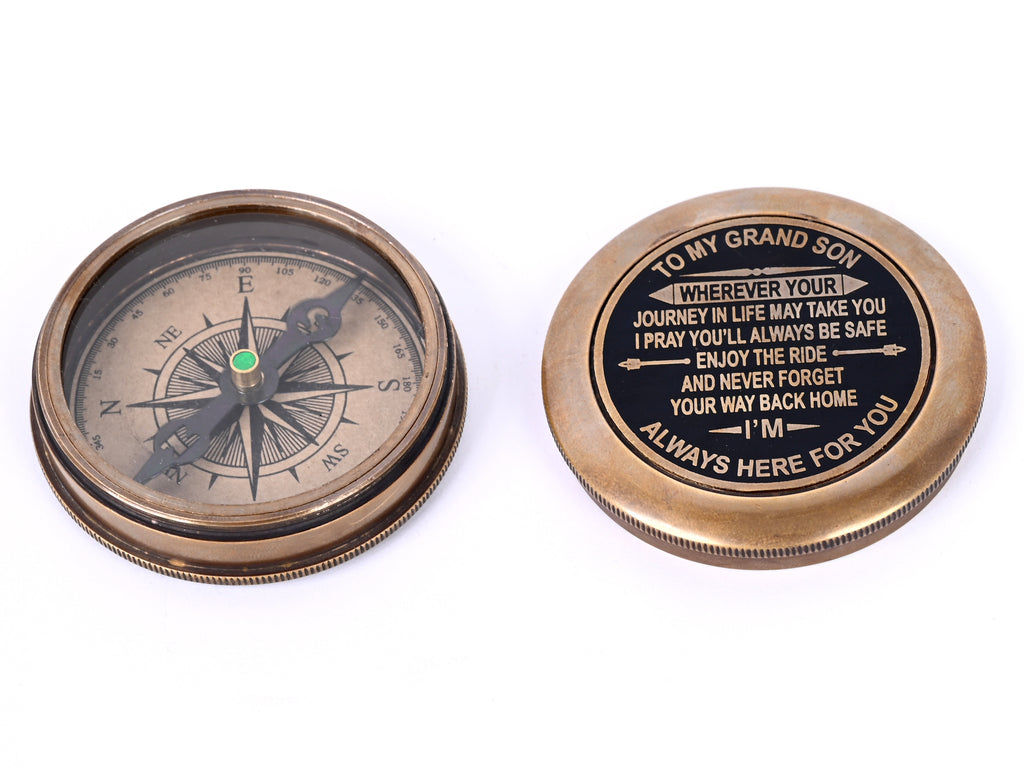 E
NE
N
S
SW
15
30
45
60
75
90
105
120
150
165
180
345
TO MY GRAND SON
WHEREVER YOUR
JOURNEY IN LIFE MAY TAKE YOU
I PRAY YOU'LL ALWAYS BE SAFE
ENJOY THE RIDE
AND NEVER FORGET
YOUR WAY BACK HOME
I'M
ALWAYS HERE FOR YOU